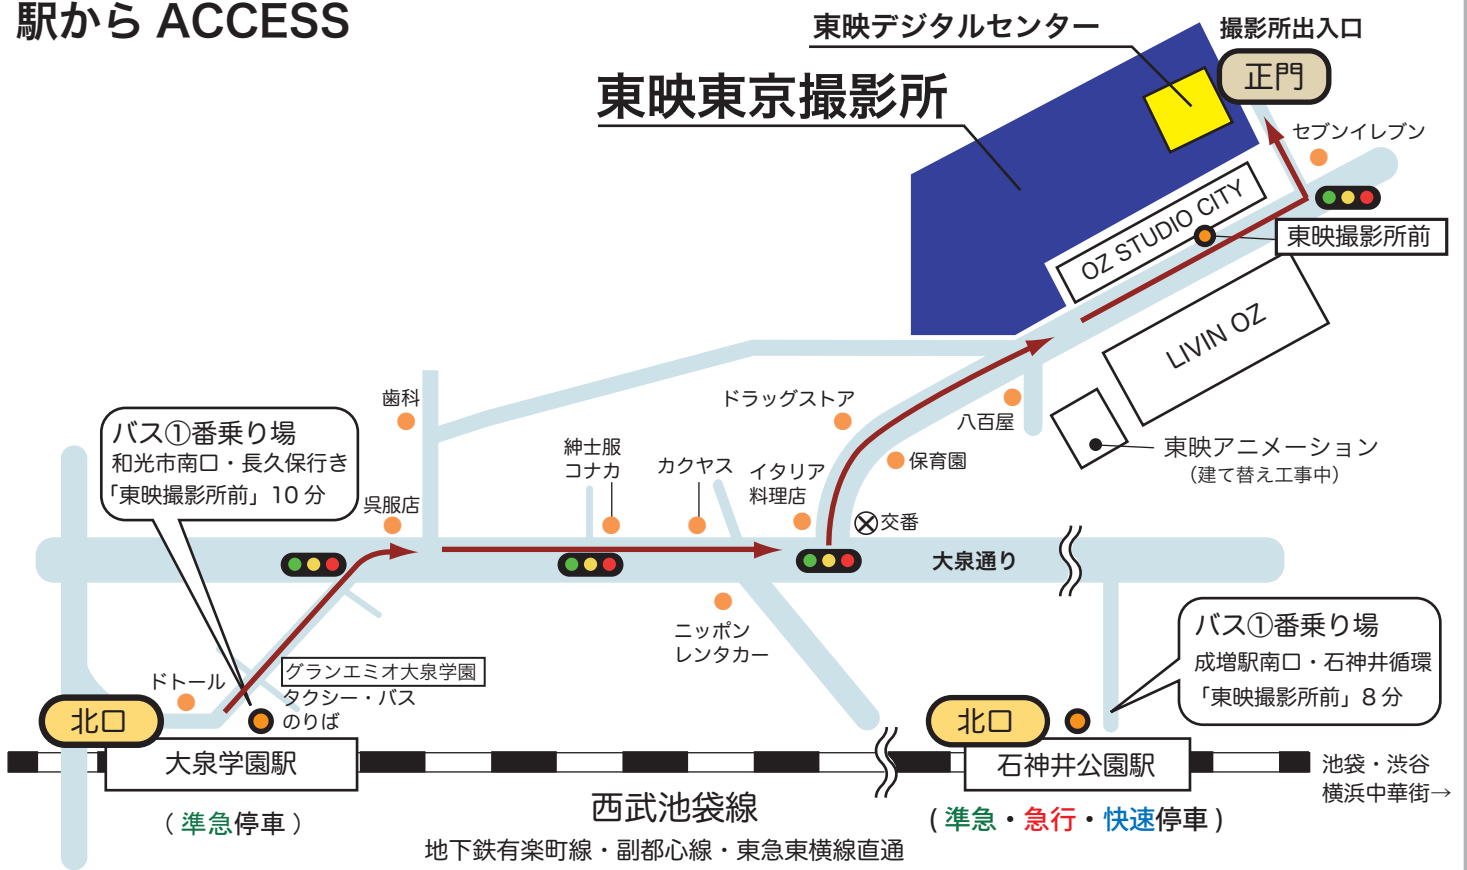 駅から ACCESS
東映デジタルセンター
撮影所出入口
正門
東映東京撮影所
セブンイレブン
OZ STUDIO CITY
東映撮影所前
LIVIN OZ
歯科
ドラッグストア
八百屋
バス①番乗り場
和光市南口・長久保行き
「東映撮影所前」10分
紳士服
コナカ
カクヤス
イタリア
料理店
保育園
東映アニメーション
(建て替え工事中)
呉服店
交番
大泉通り
ニッポン
レンタカー
バス①番乗り場
成増駅南口・石神井循環
「東映撮影所前」8分
グランエミオ大泉学園
タクシー・バス
のりば
ドトール
北口
北口
大泉学園駅
石神井公園駅
池袋・渋谷
横浜中華街→
(準急停車)
西武池袋線
(準急・急行・快速停車)
地下鉄有楽町線・副都心線・東急東横線直通